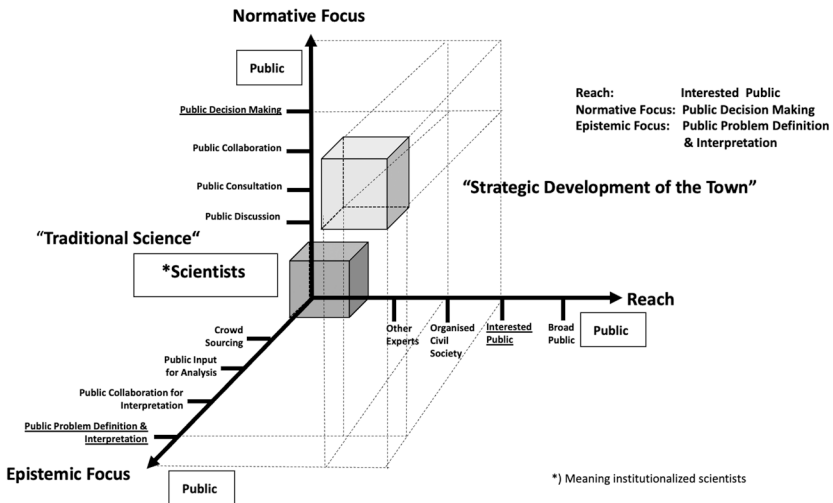 Normative Focus
Public
Public Decision Making
Public Collaboration
Public Consultation
Public Discussion
Reach: Interested Public
Normative Focus: Public Decision Making
Epistemic Focus: Public Problem Definition
& Interpretation
“Strategic Development of the Town”
“Traditional Science“
*Scientists
Reach
Other
Experts
Organised
Civil
Society
Interested
Public
Broad
Public
Public
Crowd
Sourcing
Public Input
for Analysis
Public Collaboration for
Interpretation
Public Problem Definition &
Interpretation
Epistemic Focus
Public
*) Meaning institutionalized scientists